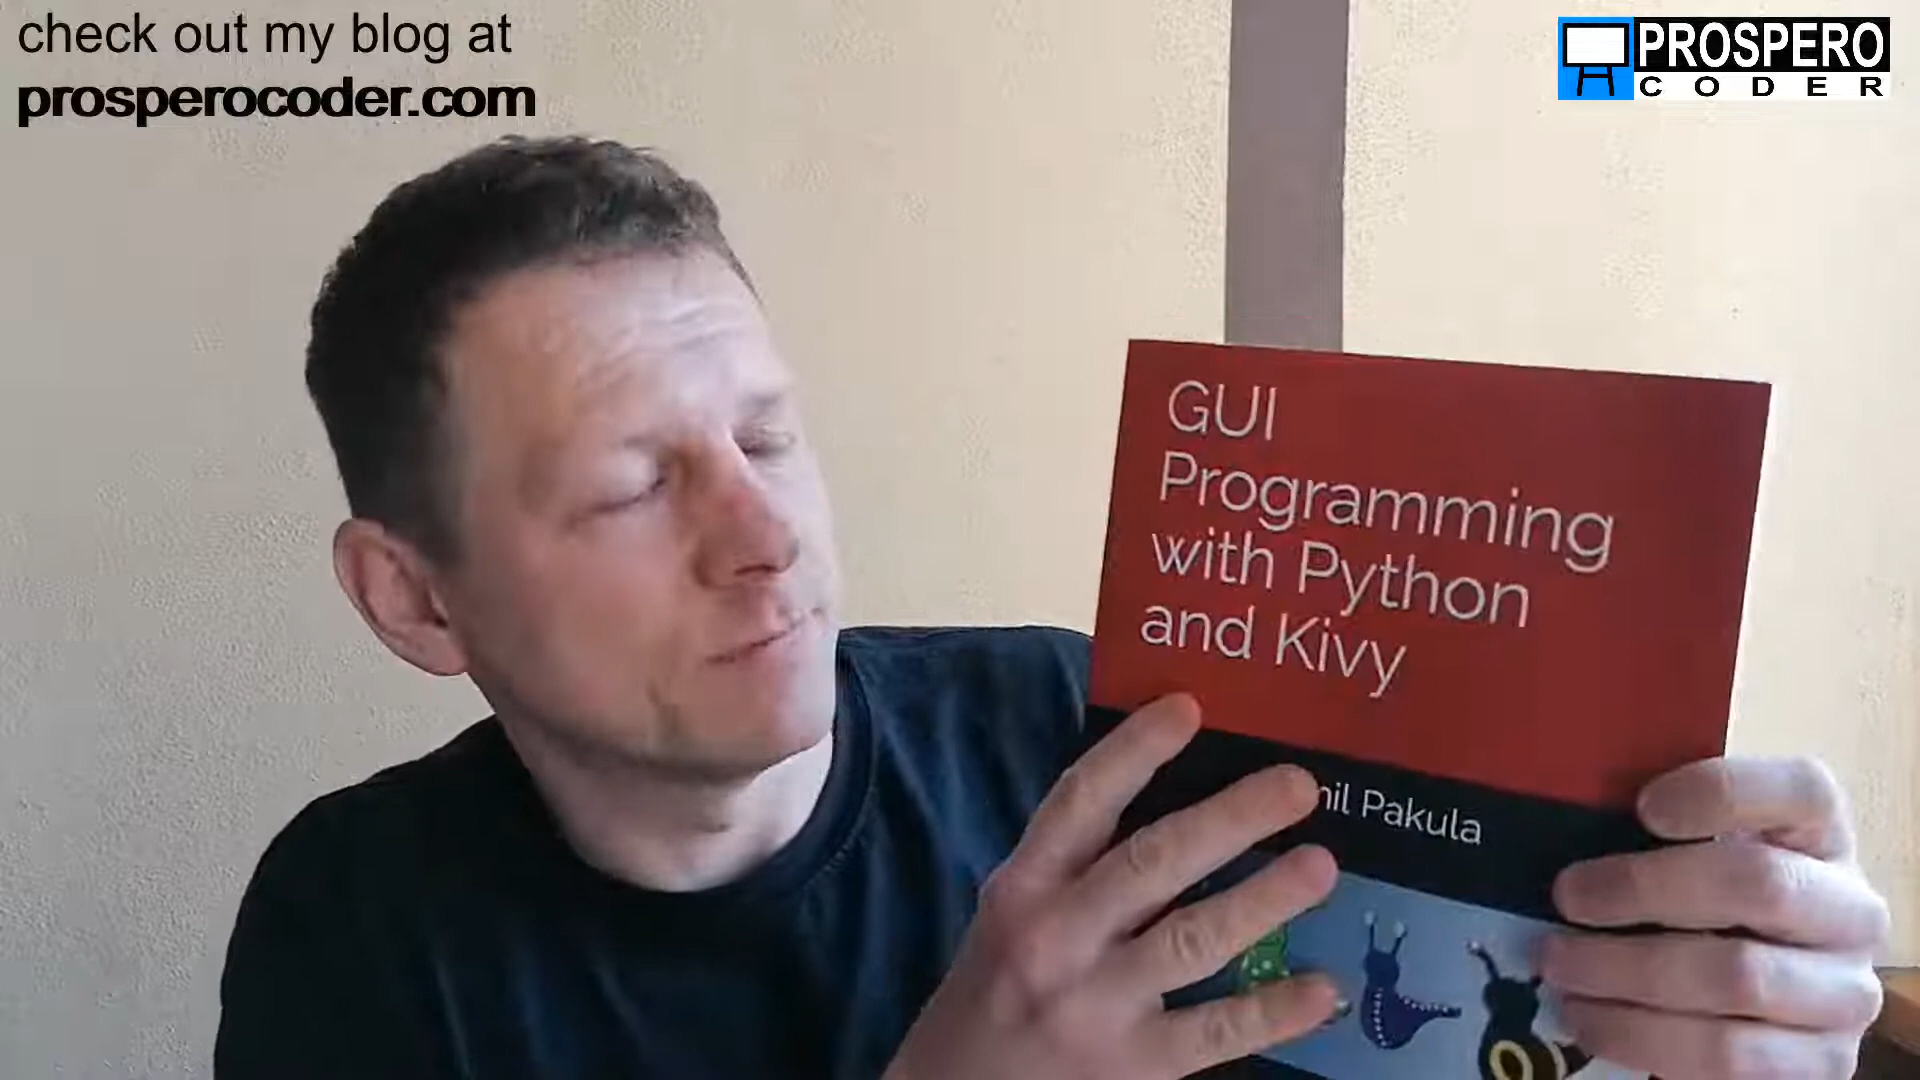 check out my blog at
prosperocoder.com
PROSPERO
CODER
GUI
Programming
with Python
and Kivy
Pakula